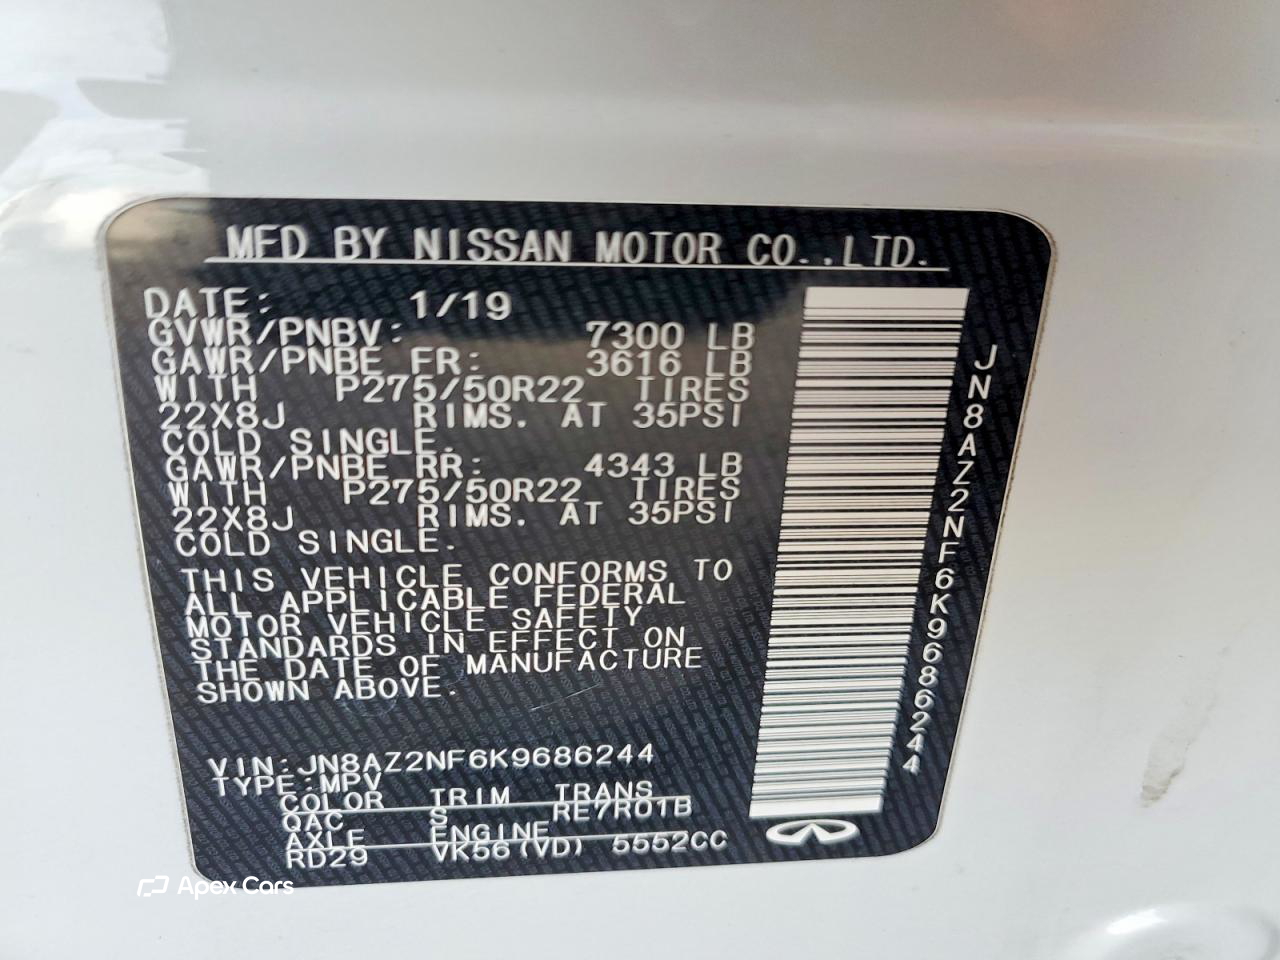 MFD BY NISSAN MOTOR CO.,LTD.
DATE: 1/19
GVWR/PNBV: 7300 LB
GAWR/PNBE FR: 3616 LB
WITH P275/50R22 TIRES
22X8J RIMS. AT 35PSI
COLD SINGLE.
GAWR/PNBE RR: 4343 LB
WITH P275/50R22 TIRES
22X8J RIMS. AT 35PSI
COLD SINGLE.
THIS VEHICLE CONFORMS TO
ALL APPLICABLE FEDERAL
MOTOR VEHICLE SAFETY
STANDARDS IN EFFECT ON
THE DATE OF MANUFACTURE
SHOWN ABOVE.
VIN:JN8AZ2NF6K9686244
TYPE:MPV
COLOR TRIM TRANS
QAC S RE7R01B
AXLE ENGINE
RD29 VK56(VD) 5552CC
JN8AZ2NF6K9686244
Apex Cars